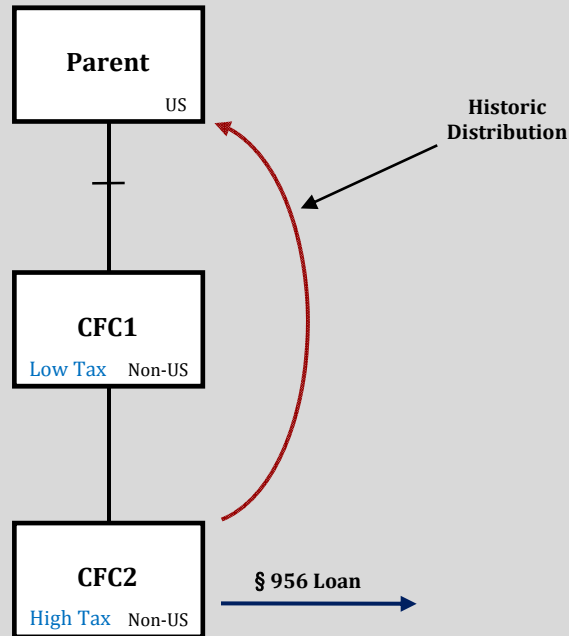 Parent
US
Historic
Distribution
CFC1
Low Tax Non-US
CFC2
High Tax Non-US
§ 956 Loan